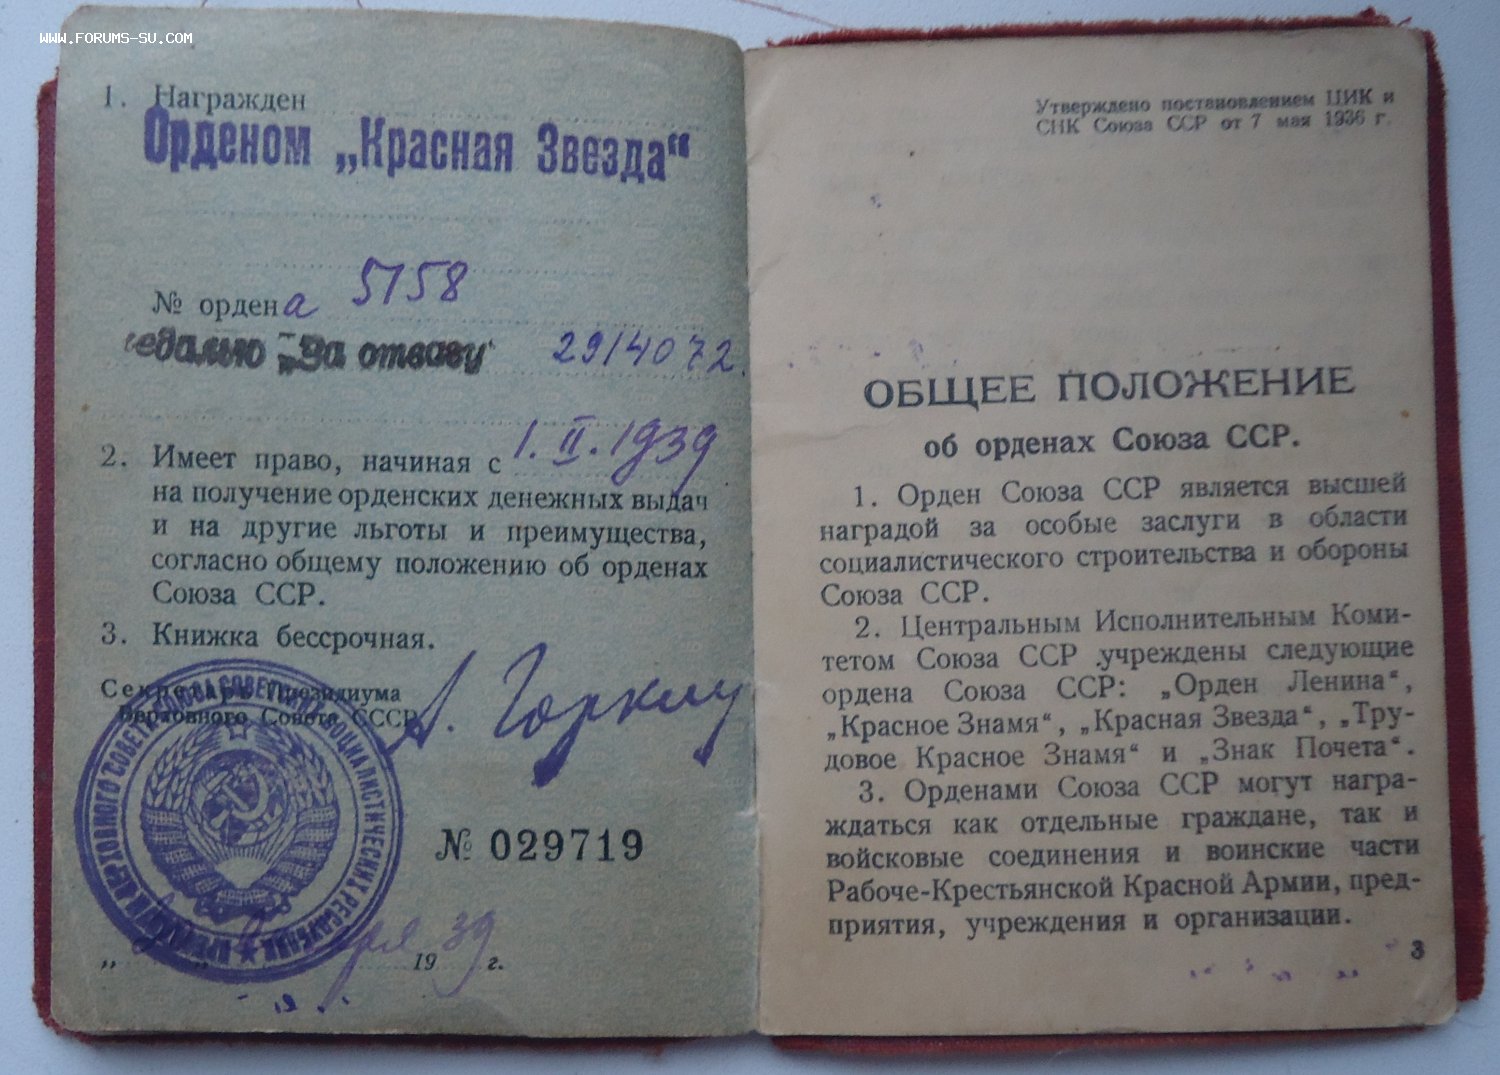 WWW.FORUMS-SU.COM
1. Награжден
Орденом „Красная Звезда“
№ ордена 5158
едалью „За отвагу“ 2914072.
2. Имеет право, начиная с 1.II.1939
на получение орденских денежных выдач
и на другие льготы и преимущества,
согласно общему положению об орденах
Союза ССР.
3. Книжка бессрочная.
Секретарь Президиума
Верховного Совета СССР
А. Горкин
№ 029719
„ “ 1939 г.
Утверждено постановлением ЦИК и
СНК Союза ССР от 7 мая 1936 г.
ОБЩЕЕ ПОЛОЖЕНИЕ
об орденах Союза ССР.
1. Орден Союза ССР является высшей
наградой за особые заслуги в области
социалистического строительства и обороны
Союза ССР.
2. Центральным Исполнительным Коми-
тетом Союза ССР учреждены следующие
ордена Союза ССР: „Орден Ленина“,
„Красное Знамя“, „Красная Звезда“, „Тру-
довое Красное Знамя“ и „Знак Почета“.
3. Орденами Союза ССР могут награ-
ждаться как отдельные граждане, так и
войсковые соединения и воинские части
Рабоче-Крестьянской Красной Армии, пред-
приятия, учреждения и организации.
3